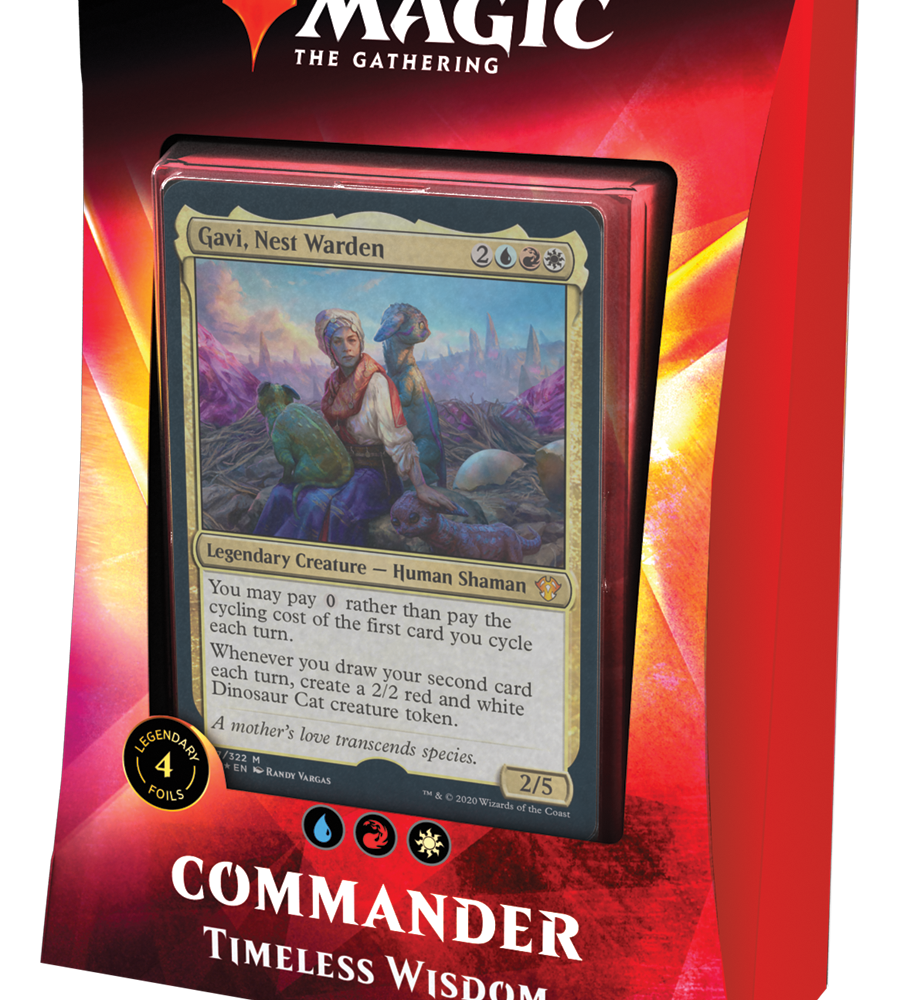 MAGIC
THE GATHERING
Gavi, Nest Warden
2
Legendary Creature — Human Shaman
You may pay 0 rather than pay the
cycling cost of the first card you cycle
each turn.
Whenever you draw your second card
each turn, create a 2/2 red and white
Dinosaur Cat creature token.
A mother's love transcends species.
/322 M
EN RANDY VARGAS
2/5
™ & © 2020 Wizards of the Coast
LEGENDARY
4
FOILS
COMMANDER
TIMELESS WISDOM